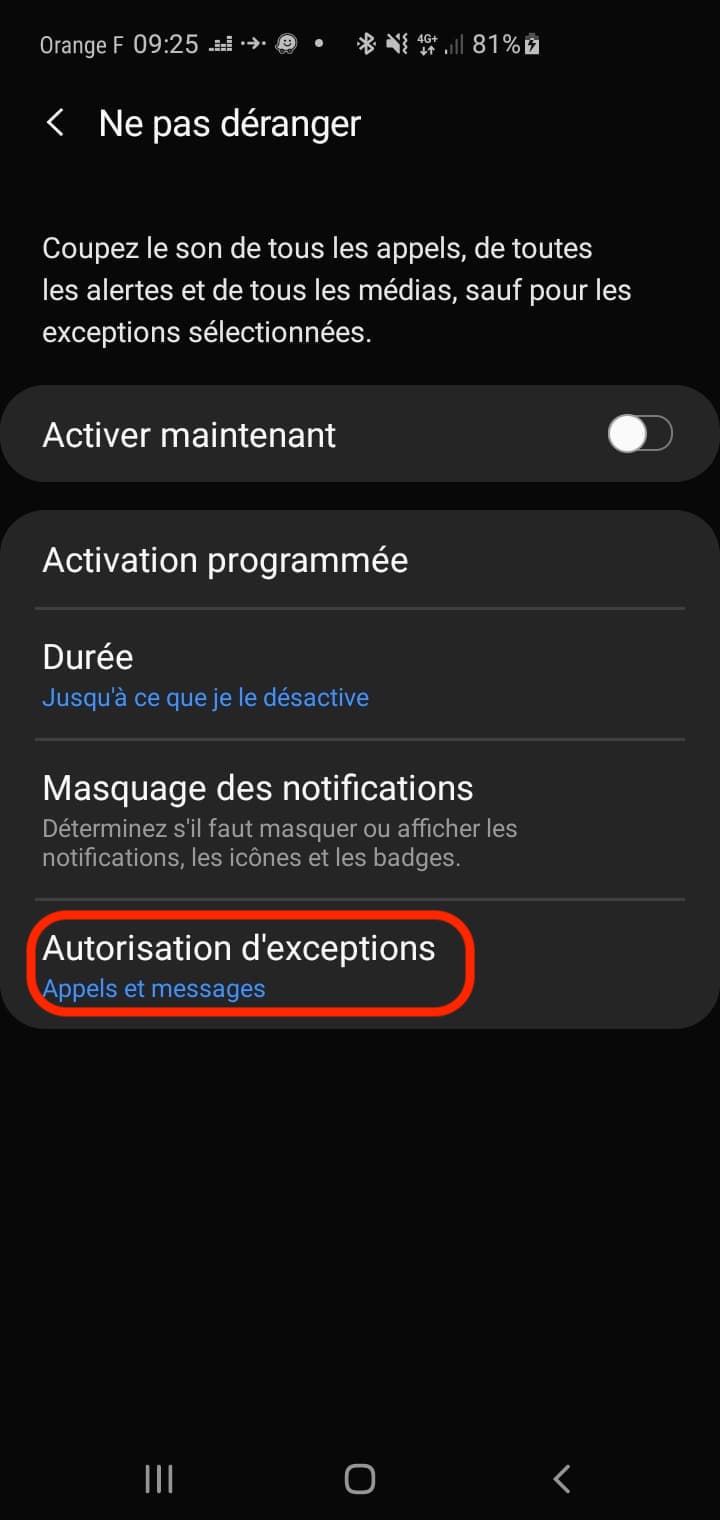 Orange F 09:25 4G+ 81%
Ne pas déranger
Coupez le son de tous les appels, de toutes
les alertes et de tous les médias, sauf pour les
exceptions sélectionnées.
Activer maintenant
Activation programmée
Durée
Jusqu'à ce que je le désactive
Masquage des notifications
Déterminez s'il faut masquer ou afficher les
notifications, les icônes et les badges.
Autorisation d'exceptions
Appels et messages